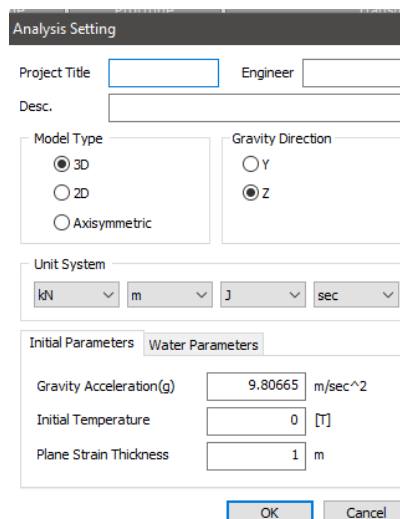 Analysis Setting
Project Title Engineer
Desc.
Model Type Gravity Direction
3D Y
2D Z
Axisymmetric
Unit System
kN m J sec
Initial Parameters Water Parameters
Gravity Acceleration(g) 9.80665 m/sec^2
Initial Temperature 0 [T]
Plane Strain Thickness 1 m
OK Cancel